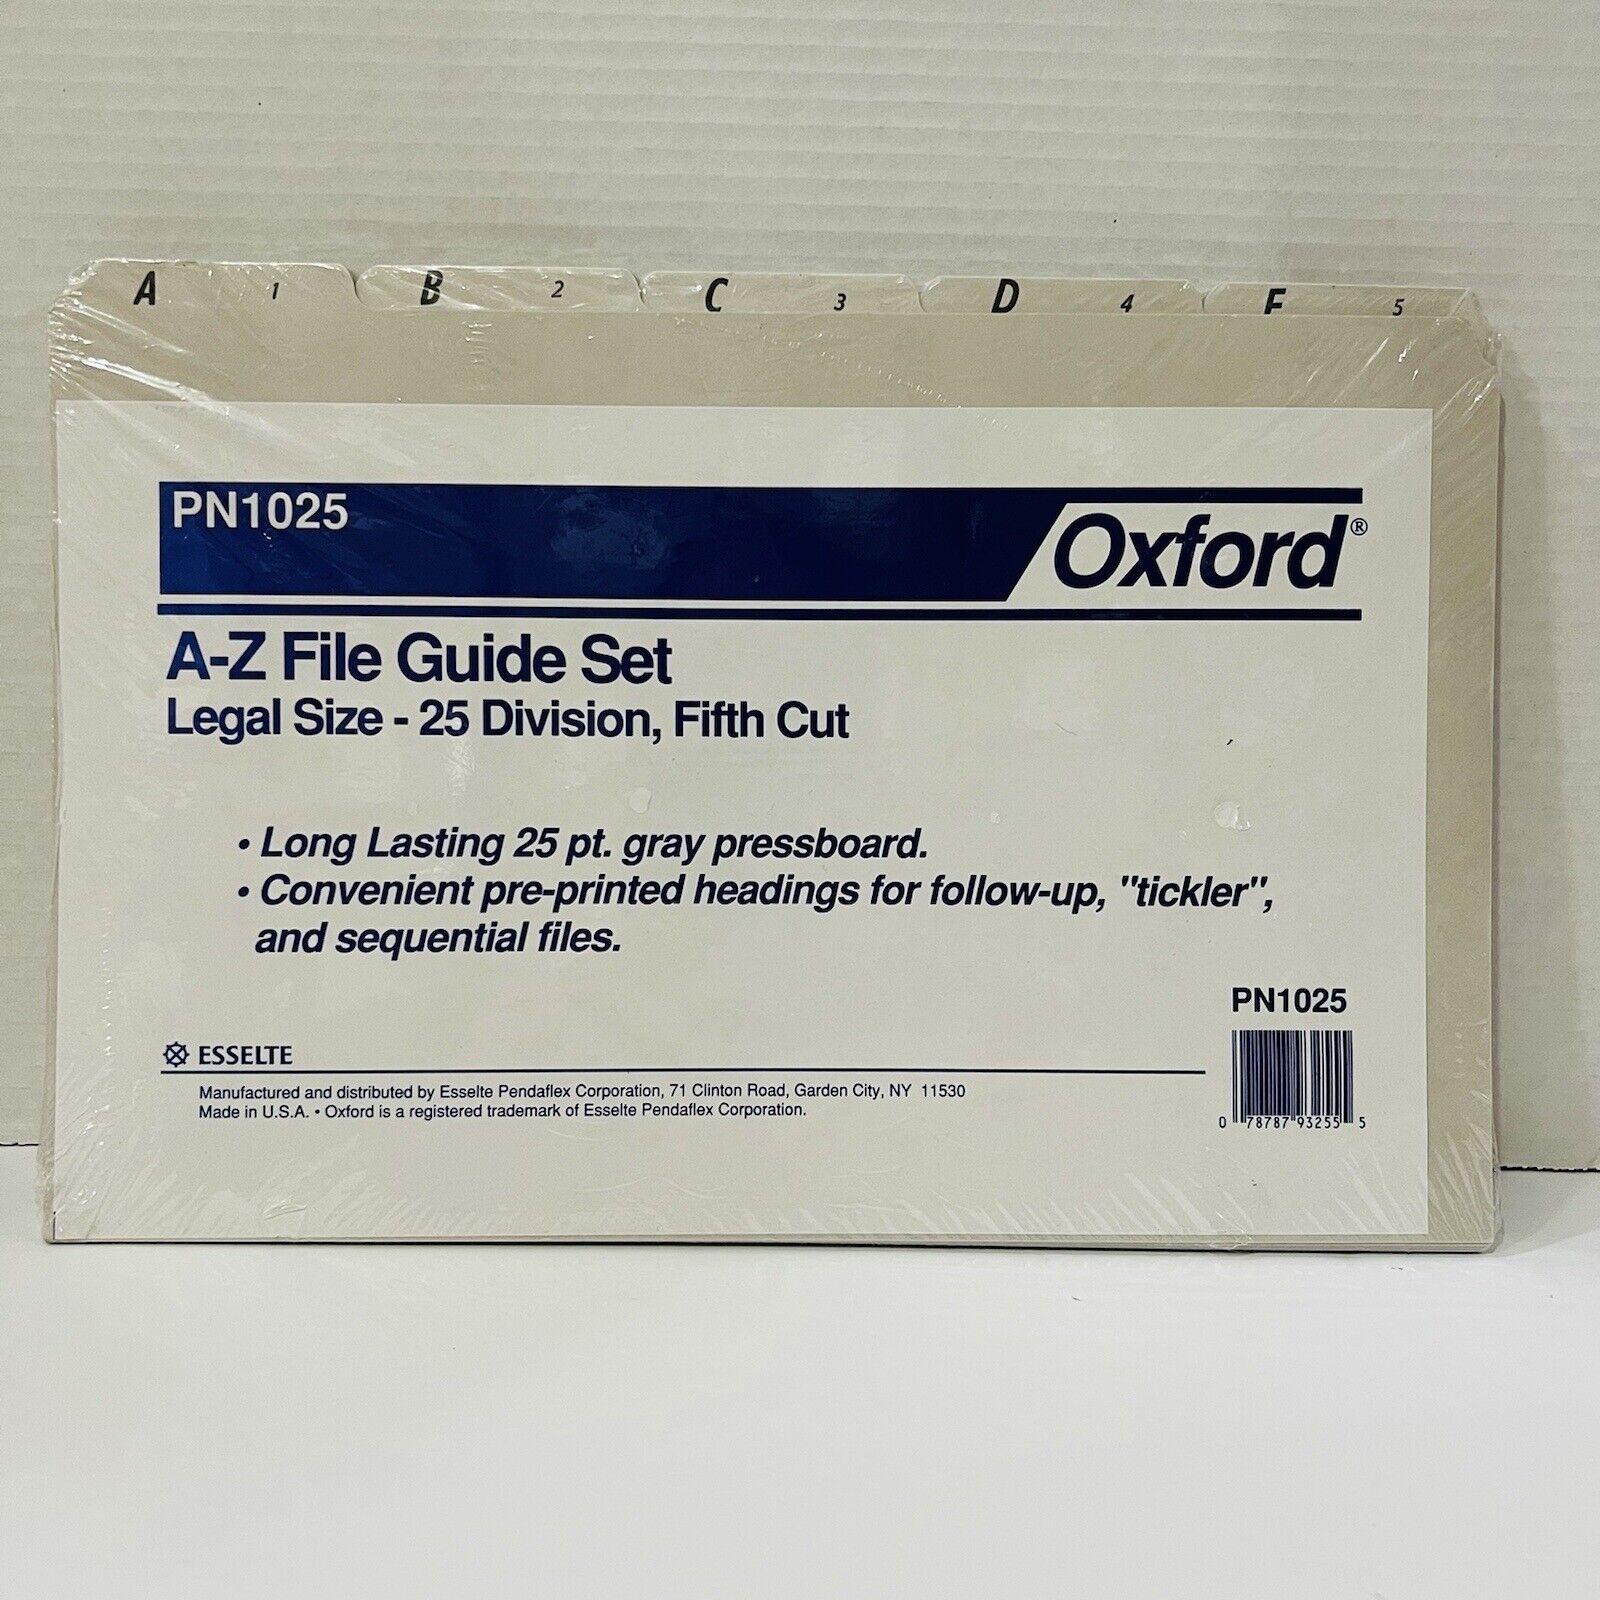 A 1 B 2 C 3 D 4 5
PN1025
Oxford®
A-Z File Guide Set
Legal Size - 25 Division, Fifth Cut
• Long Lasting 25 pt. gray pressboard.
• Convenient pre-printed headings for follow-up, "tickler",
and sequential files.
PN1025
ESSELTE
Manufactured and distributed by Esselte Pendaflex Corporation, 71 Clinton Road, Garden City, NY 11530
Made in U.S.A. • Oxford is a registered trademark of Esselte Pendaflex Corporation.
0 78787 93255 5